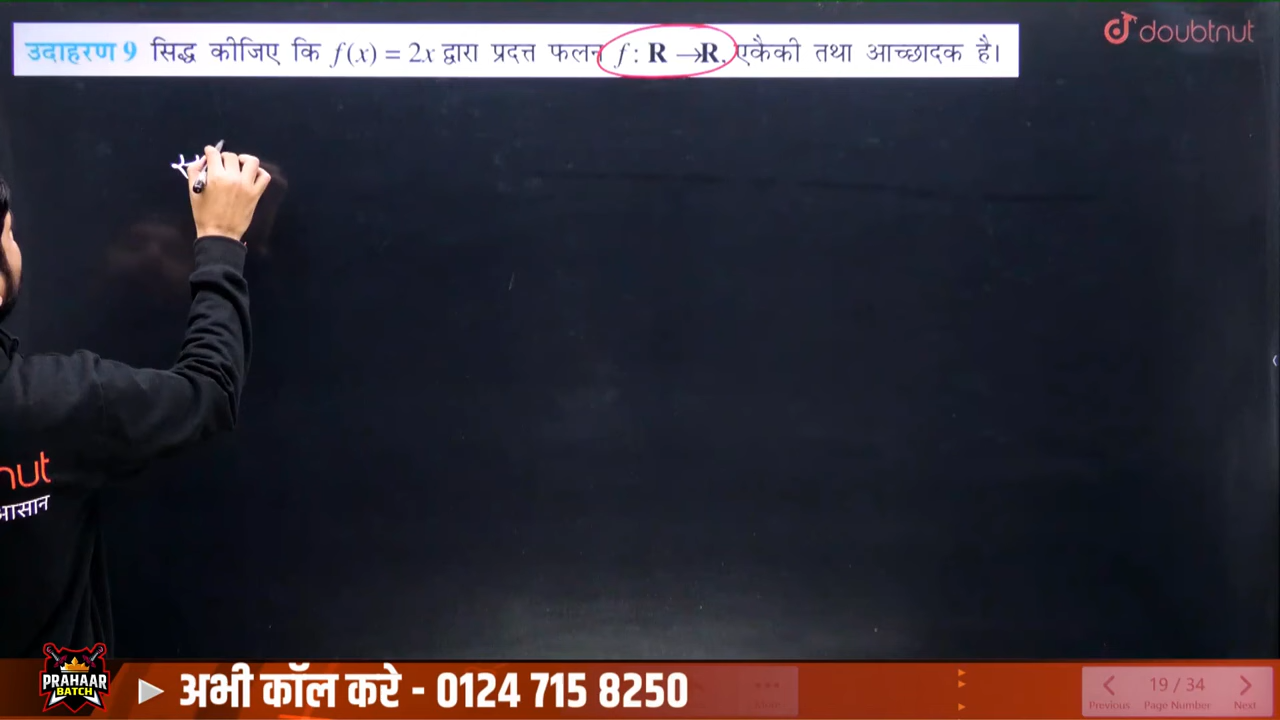 doubtnut
उदाहरण 9 सिद्ध कीजिए कि f(x) = 2x द्वारा प्रदत्त फलन f : R →R, एकैकी तथा आच्छादक है।
nut
आसान
PRAHAAR
BATCH
अभी कॉल करे - 0124 715 8250
19 / 34
Previous Page Number Next